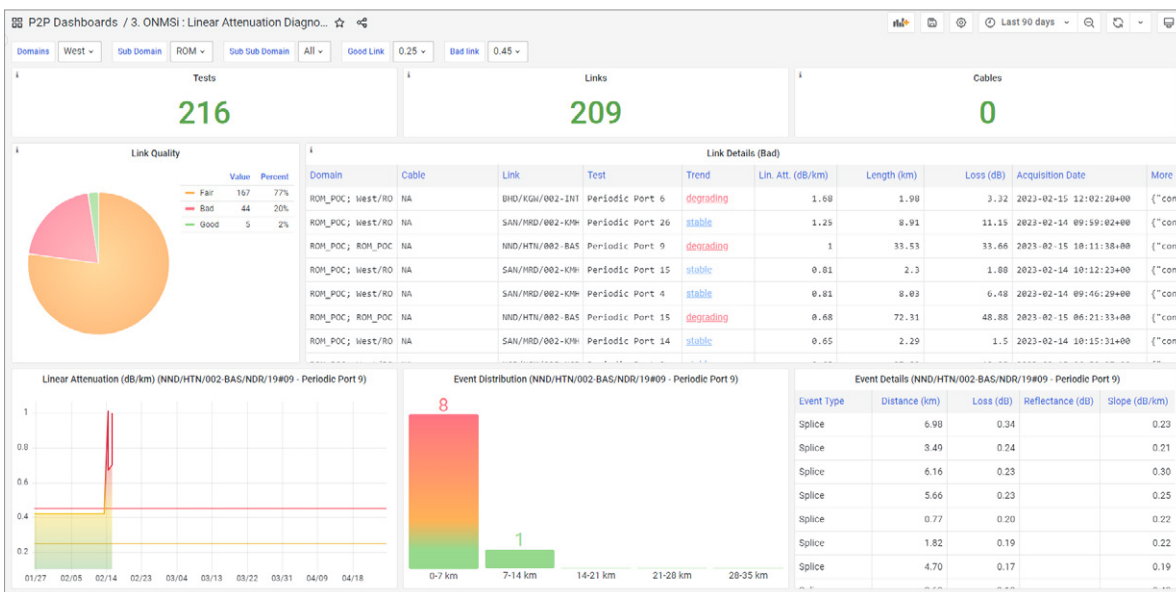 P2P Dashboards / 3. ONMSi : Linear Attenuation Diagno...
Last 90 days
Domains West Sub Domain ROM Sub Sub Domain All Good Link 0.25 Bad link 0.45
Tests
216
Links
209
Cables
0
Link Quality
Value Percent
Fair 167 77%
Bad 44 20%
Good 5 2%
Link Details (Bad)
Domain Cable Link Test Trend Lin. Att. (dB/km) Length (km) Loss (dB) Acquisition Date More
ROM_POC; West/RO NA BHD/KGW/002-INT Periodic Port 6 degrading 1.68 1.98 3.32 2023-02-15 12:02:28+00 {"con
ROM_POC; West/RO NA SAN/MRD/002-KMH Periodic Port 26 stable 1.25 8.91 11.15 2023-02-14 09:59:02+00 {"con
ROM_POC; ROM_POC NA NND/HTN/002-BAS Periodic Port 9 degrading 1 33.53 33.66 2023-02-15 10:11:38+00 {"con
ROM_POC; West/RO NA SAN/MRD/002-KMH Periodic Port 15 stable 0.81 2.3 1.88 2023-02-14 10:12:23+00 {"con
ROM_POC; West/RO NA SAN/MRD/002-KMH Periodic Port 4 stable 0.81 8.03 6.48 2023-02-14 09:46:29+00 {"con
ROM_POC; ROM_POC NA NND/HTN/002-BAS Periodic Port 15 degrading 0.68 72.31 48.88 2023-02-15 06:21:33+00 {"con
ROM_POC; West/RO NA SAN/MRD/002-KMH Periodic Port 14 stable 0.65 2.29 1.5 2023-02-14 10:15:31+00 {"con
Linear Attenuation (dB/km) (NND/HTN/002-BAS/NDR/19#09 - Periodic Port 9)
1
0.8
0.6
0.4
0.2
01/27 02/05 02/14 02/23 03/04 03/13 03/22 03/31 04/09 04/18
Event Distribution (NND/HTN/002-BAS/NDR/19#09 - Periodic Port 9)
8
1
0-7 km 7-14 km 14-21 km 21-28 km 28-35 km
Event Details (NND/HTN/002-BAS/NDR/19#09 - Periodic Port 9)
Event Type Distance (km) Loss (dB) Reflectance (dB) Slope (dB/km)
Splice 6.98 0.34 0.23
Splice 3.49 0.24 0.21
Splice 6.16 0.23 0.30
Splice 5.66 0.23 0.25
Splice 0.77 0.20 0.22
Splice 1.82 0.19 0.22
Splice 4.70 0.17 0.19